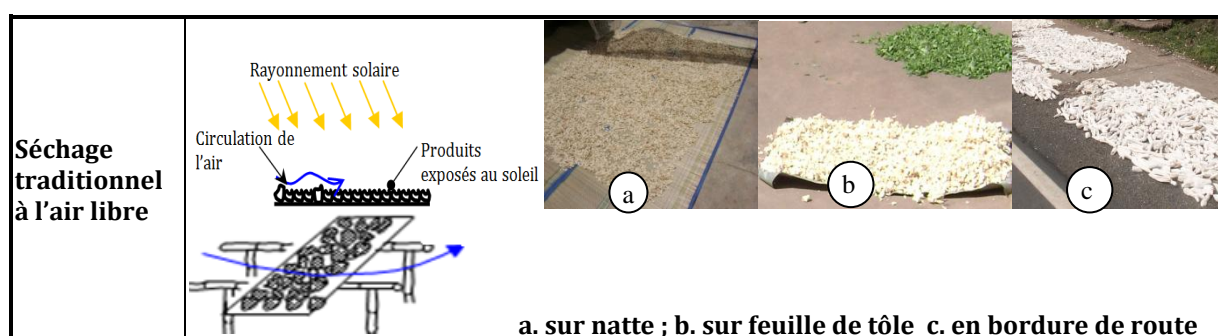 Séchage
traditionnel
à l’air libre
Rayonnement solaire
Circulation de
l’air
Produits
exposés au soleil
a
b
c
a. sur natte ; b. sur feuille de tôle c. en bordure de route